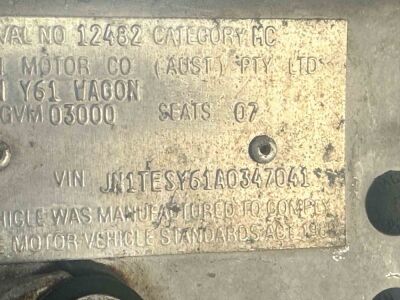 VAL NO 12482 CATEGORY MC
MOTOR CO (AUST) PTY LTD
Y61 WAGON
GVM 03000 SEATS 07
VIN JN1TESY61A0347041
HICLE WAS MANUFACTURED TO COMPLY
MOTOR VEHICLE STANDARDS ACT